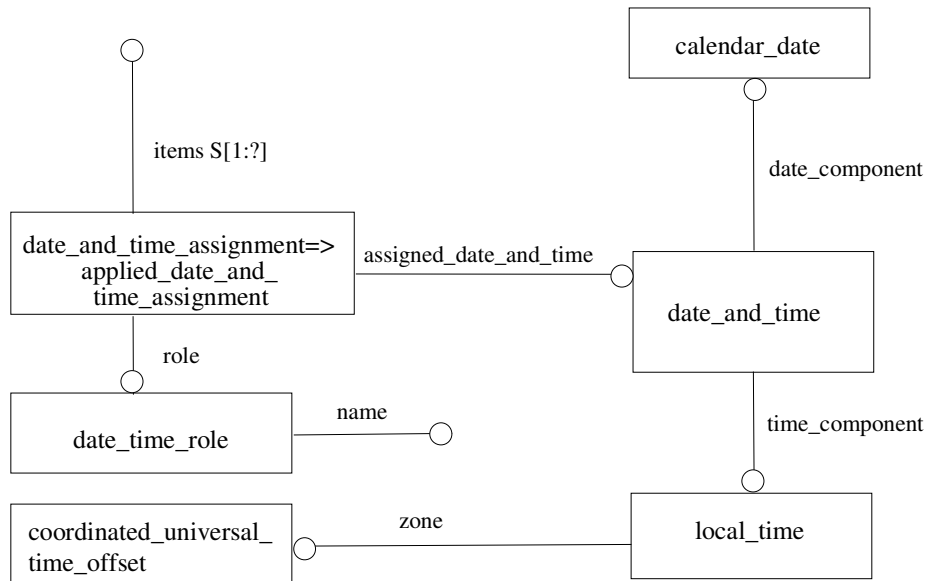 calendar_date
items S[1:?]
date_component
date_and_time_assignment=>
applied_date_and_
time_assignment
assigned_date_and_time
date_and_time
role
name
date_time_role
time_component
coordinated_universal_
time_offset
zone
local_time